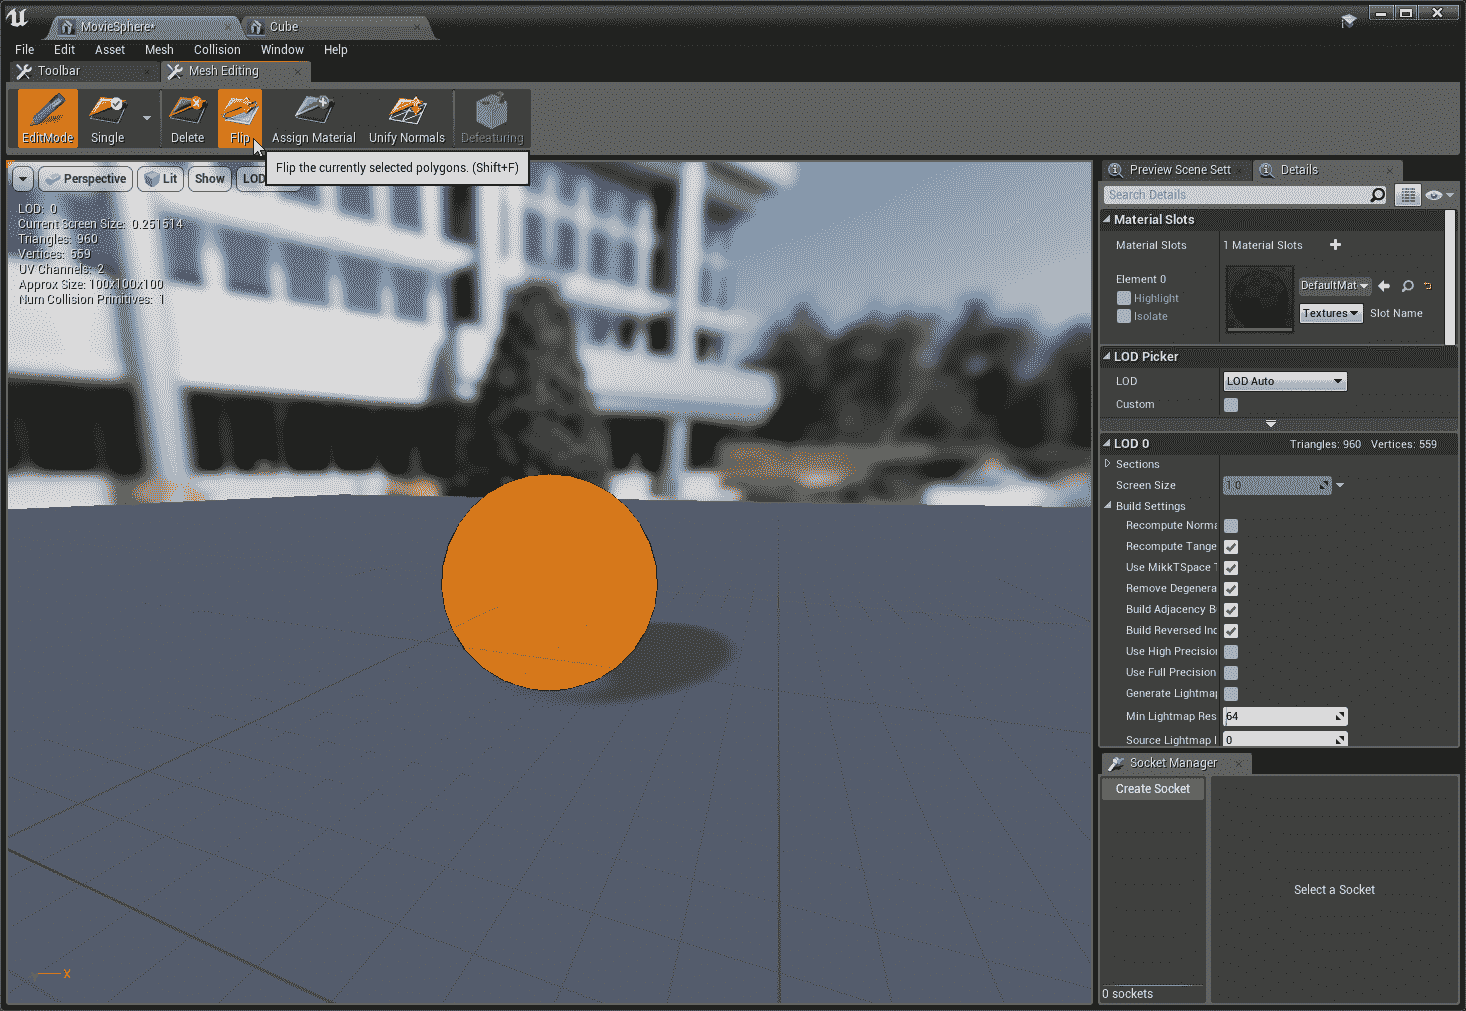 MovieSphere*
Cube
File Edit Asset Mesh Collision Window Help
Toolbar
Mesh Editing
EditMode
Single
Delete
Flip
Assign Material
Unify Normals
Defeaturing
Flip the currently selected polygons. (Shift+F)
Perspective
Lit
Show
LOD
LOD: 0
Current Screen Size: 0.251514
Triangles: 960
Vertices: 559
UV Channels: 2
Approx Size: 100x100x100
Num Collision Primitives: 1
X
Preview Scene Sett
Details
Search Details
Material Slots
Material Slots 1 Material Slots
Element 0
Highlight
Isolate
DefaultMat
Textures Slot Name
LOD Picker
LOD LOD Auto
Custom
LOD 0 Triangles: 960 Vertices: 559
Sections
Screen Size 1.0
Build Settings
Recompute Norma
Recompute Tange
Use MikkTSpace T
Remove Degenera
Build Adjacency B
Build Reversed Ind
Use High Precision
Use Full Precision
Generate Lightmap
Min Lightmap Res 64
Source Lightmap I 0
Socket Manager
Create Socket
Select a Socket
0 sockets